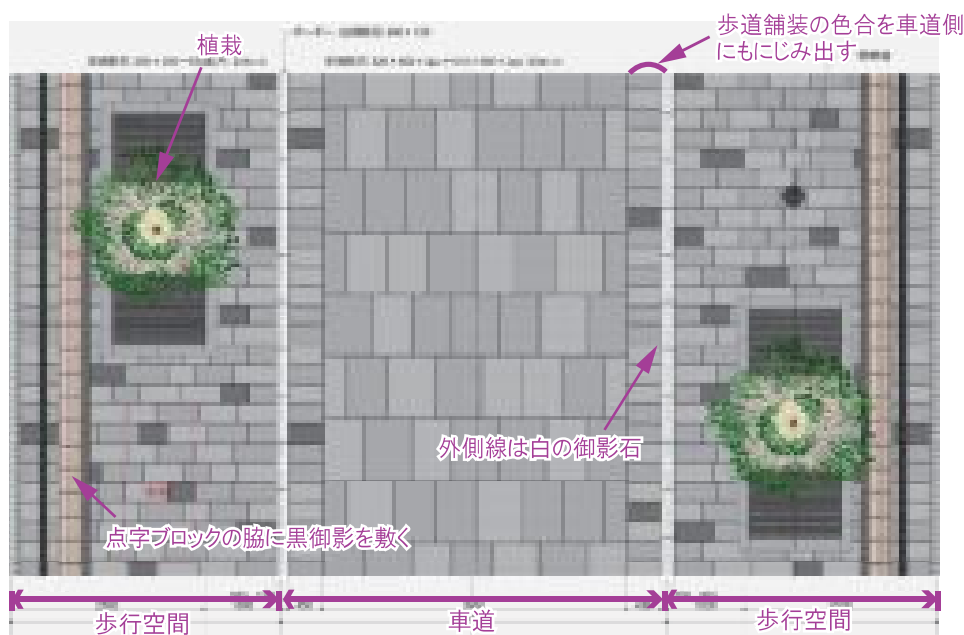 歩道舗装の色合を車道側
にもにじみ出す
植栽
外側線は白の御影石
点字ブロックの脇に黒御影を敷く
歩行空間
車道
歩行空間